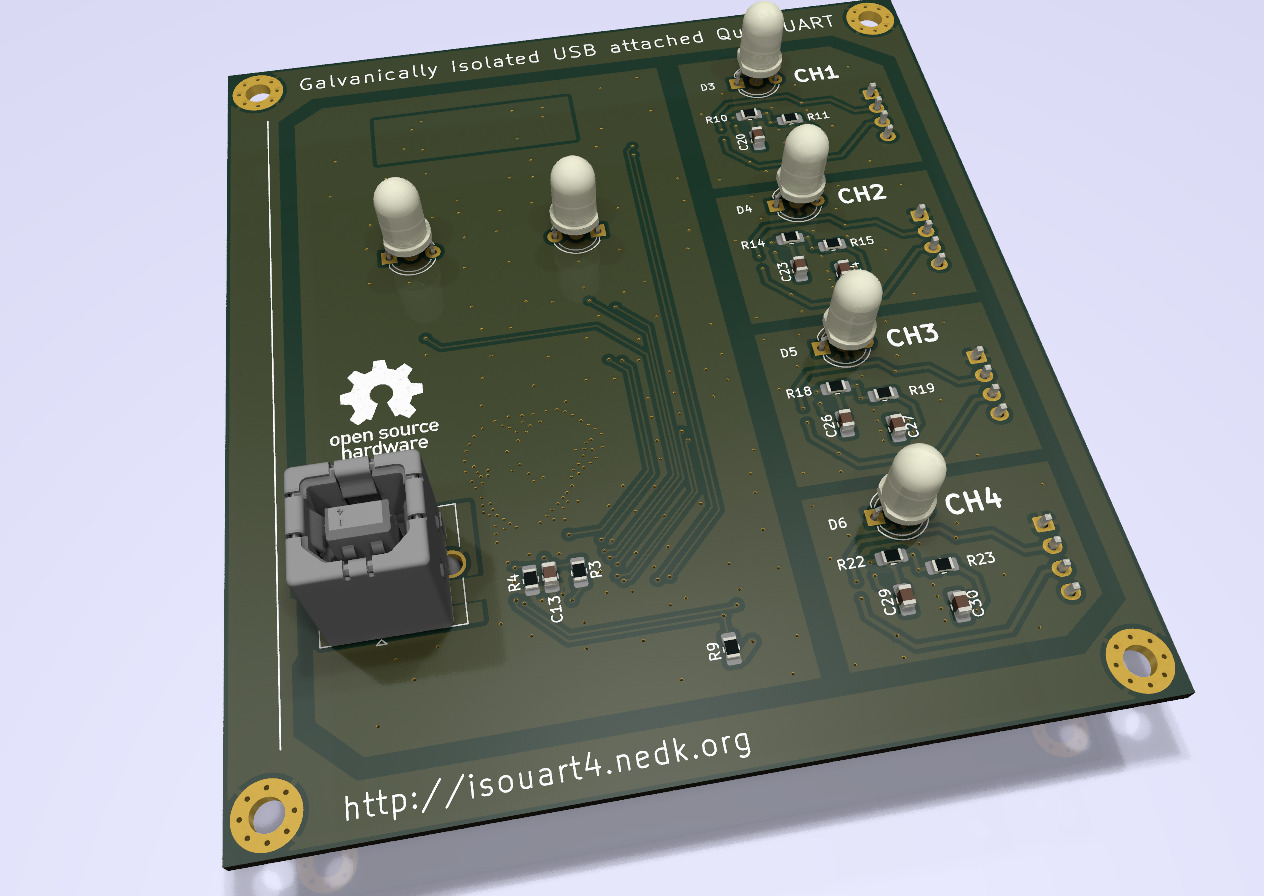 Galvanically Isolated USB attached Qu UART
D3
CH1
R10
R11
C20
D4
CH2
R14
R15
C23
D5
CH3
R18
R19
C26
C27
open source
hardware
D6
CH4
R22
R23
C29
C30
R4
C13
R3
R9
http://isouart4.nedk.org